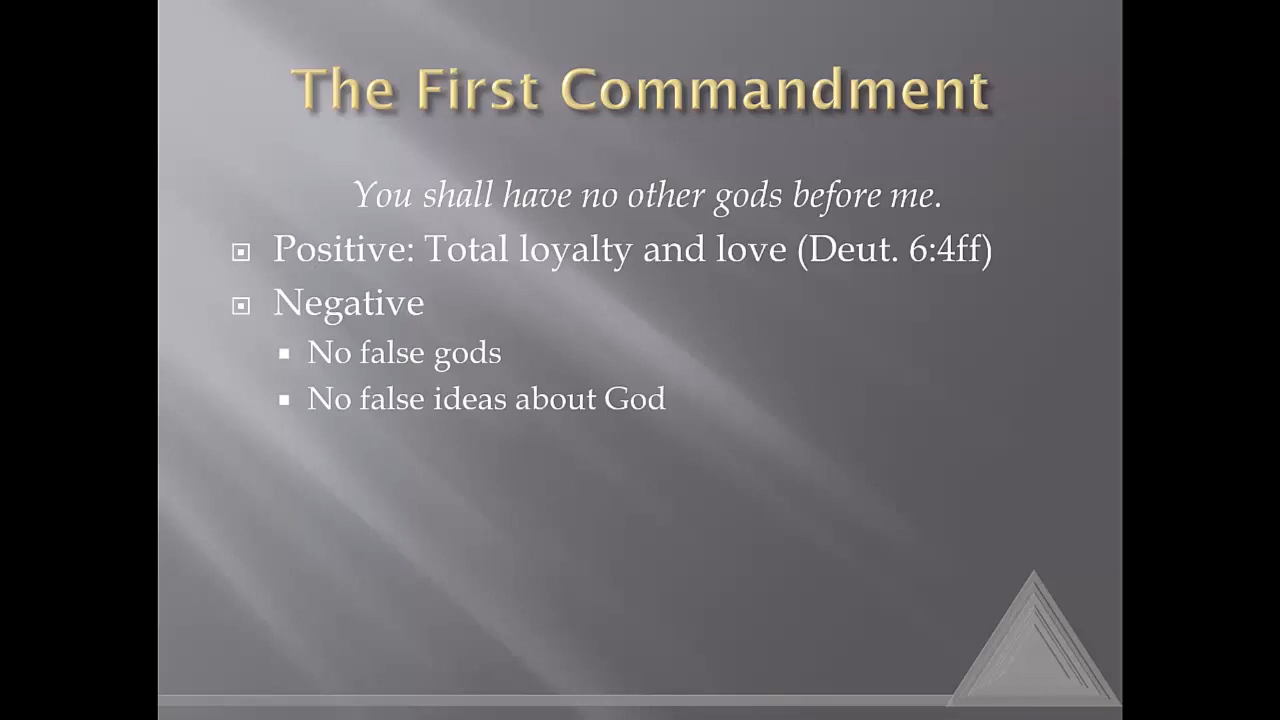 The First Commandment
You shall have no other gods before me.
Positive: Total loyalty and love (Deut. 6:4ff)
Negative
No false gods
No false ideas about God